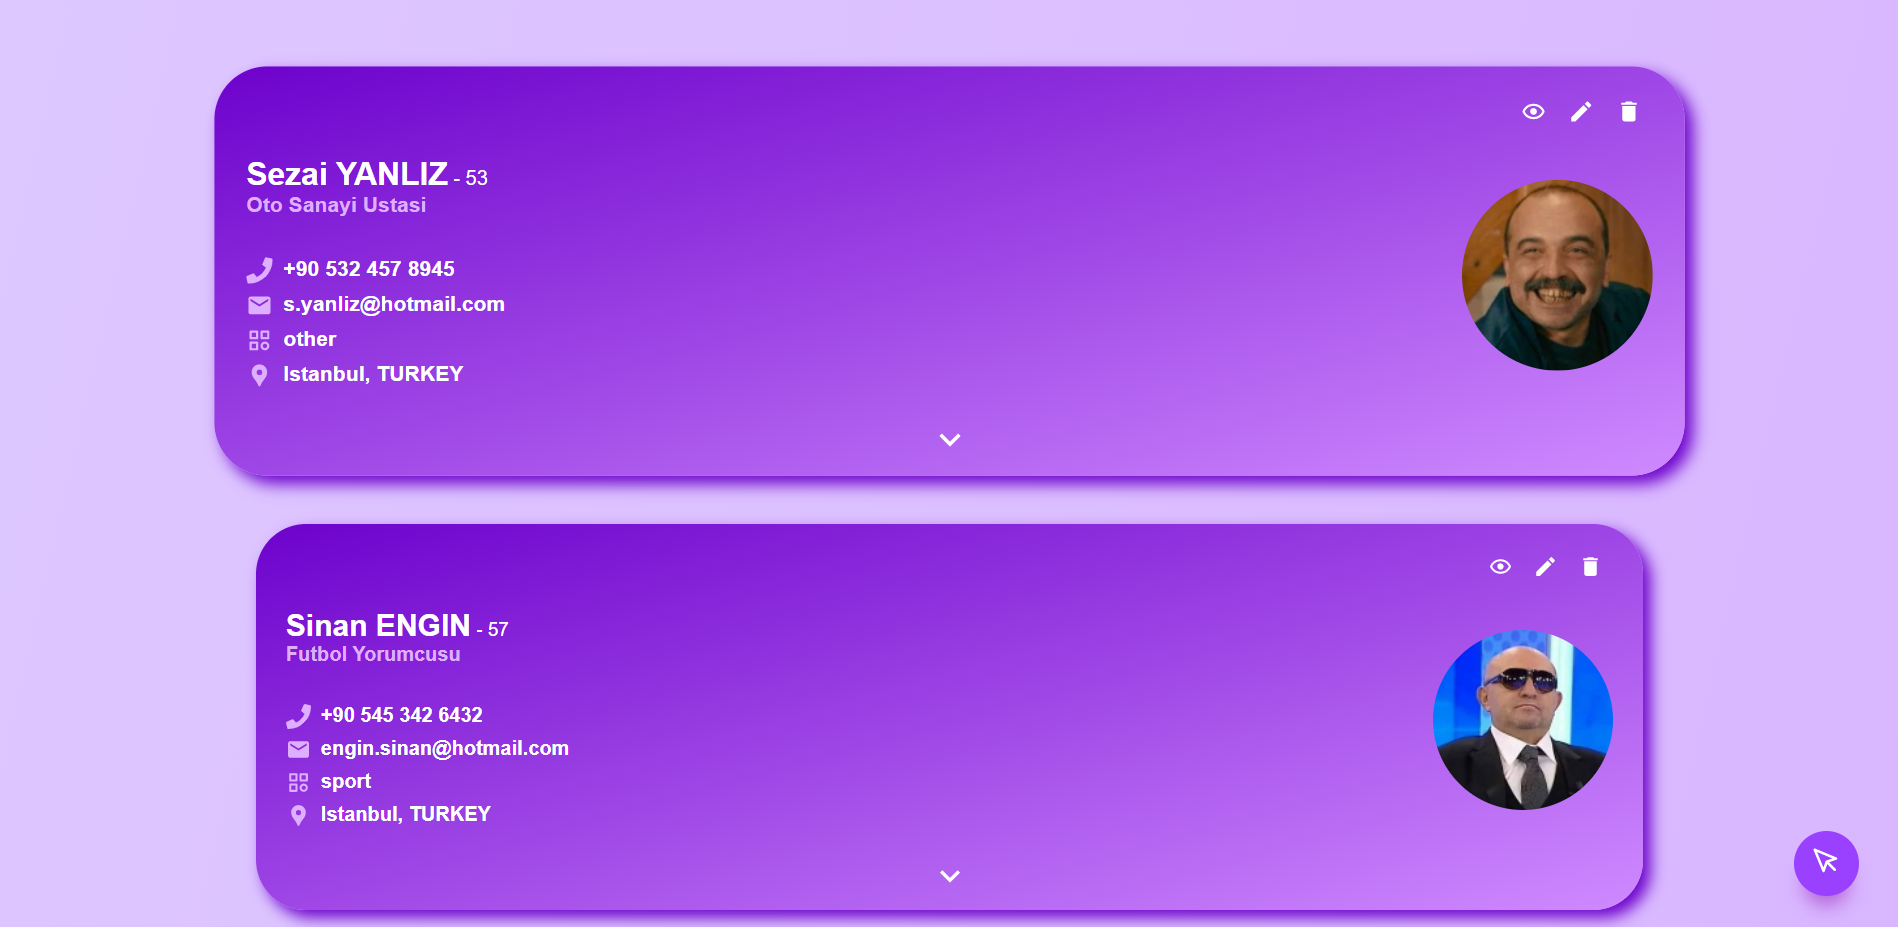 Sezai YANLIZ - 53
Oto Sanayi Ustasi
+90 532 457 8945
s.yanliz@hotmail.com
other
Istanbul, TURKEY
Sinan ENGIN - 57
Futbol Yorumcusu
+90 545 342 6432
engin.sinan@hotmail.com
sport
Istanbul, TURKEY